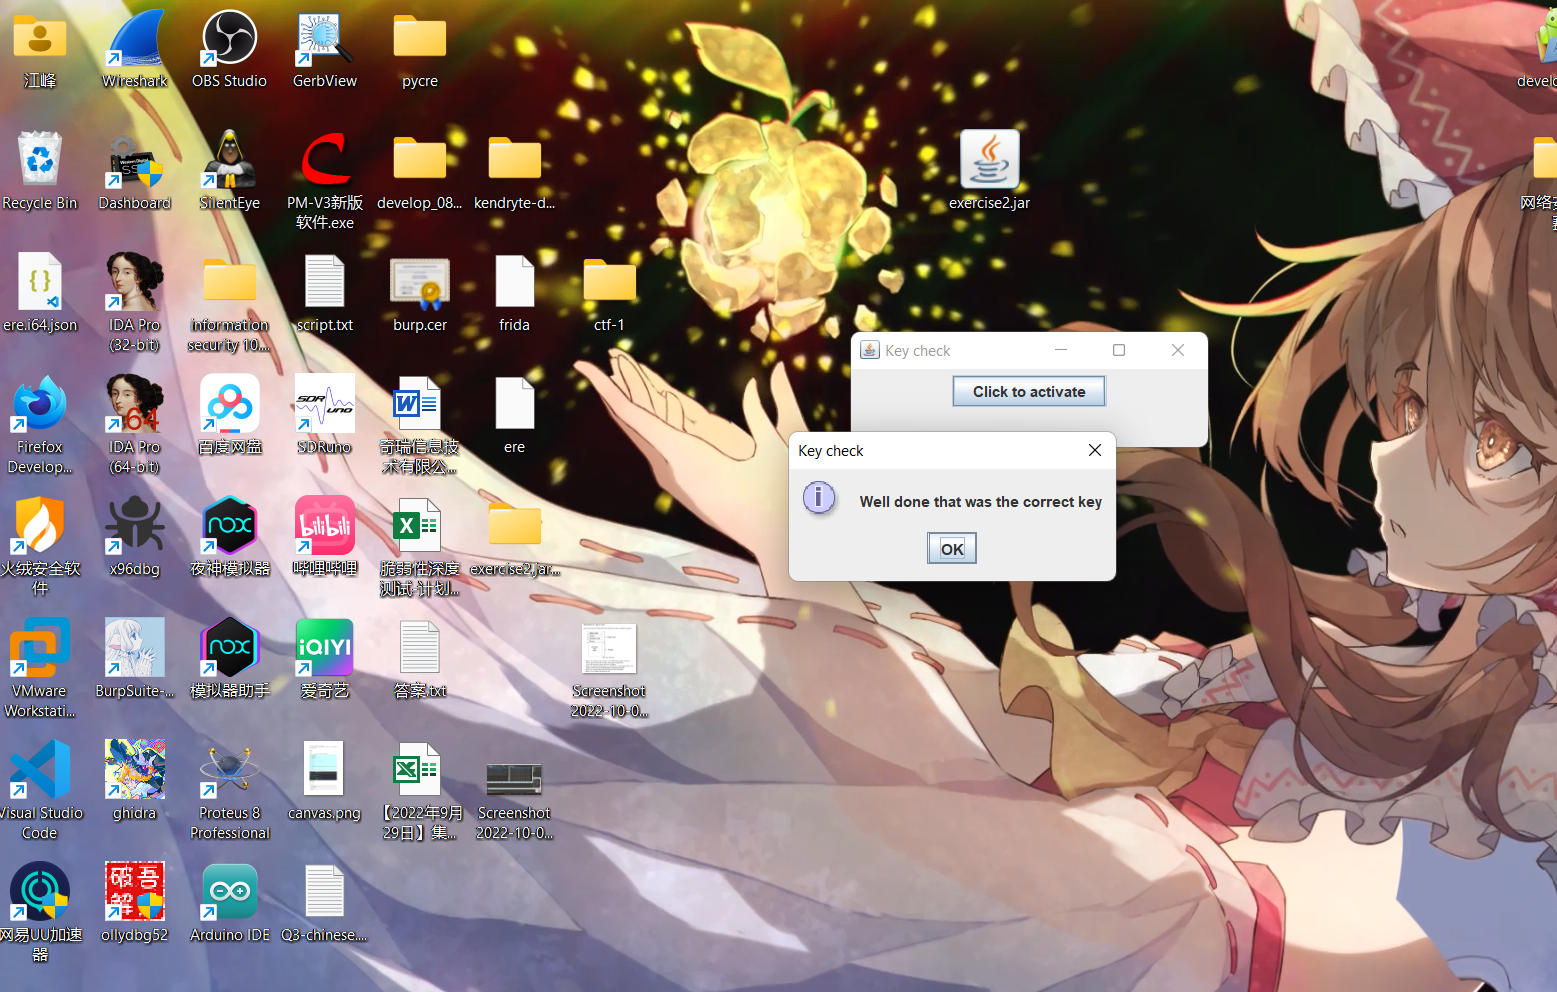 江峰
Wireshark
OBS Studio
GerbView
pycre
develo
Recycle Bin
Dashboard
SilentEye
PM-V3新版
软件.exe
develop_08...
kendryte-d...
exercise2.jar
ere.i64.json
IDA Pro
(32-bit)
information
security 10....
script.txt
burp.cer
frida
ctf-1
Key check
Click to activate
Firefox
Develop...
64
IDA Pro
(64-bit)
百度网盘
SDRuno
奇瑞信息技
术有限公...
ere
Key check
Well done that was the correct key
OK
火绒安全软
件
x96dbg
nox
夜神模拟器
bilibili
哔哩哔哩
脆弱性深度
测试-计划...
exercise2.jar...
VMware
Workstati...
BurpSuite-...
nox
模拟器助手
iQIYI
爱奇艺
答案.txt
Screenshot
2022-10-0...
Visual Studio
Code
ghidra
Proteus 8
Professional
canvas.png
【2022年9月
29日】集...
Screenshot
2022-10-0...
网易UU加速
器
ollydbg52
Arduino IDE
Q3-chinese....